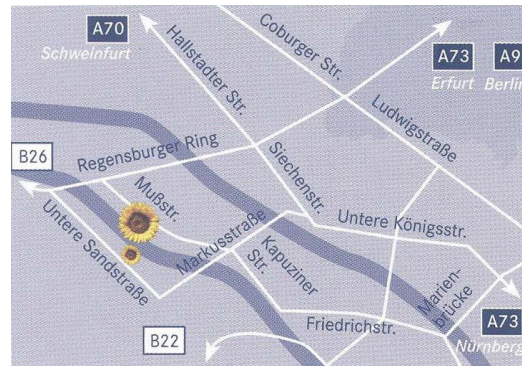 A70
Schweinfurt
Hallstadter Str.
Coburger Str.
A73
Erfurt
A9
Berlin
Ludwigstraße
Regensburger Ring
B26
Mußstr.
Siechenstr.
Untere Sandstraße
Markusstraße
Kapuziner
Str.
Untere Königsstr.
Marien-
brücke
Friedrichstr.
B22
A73
Nürnberg